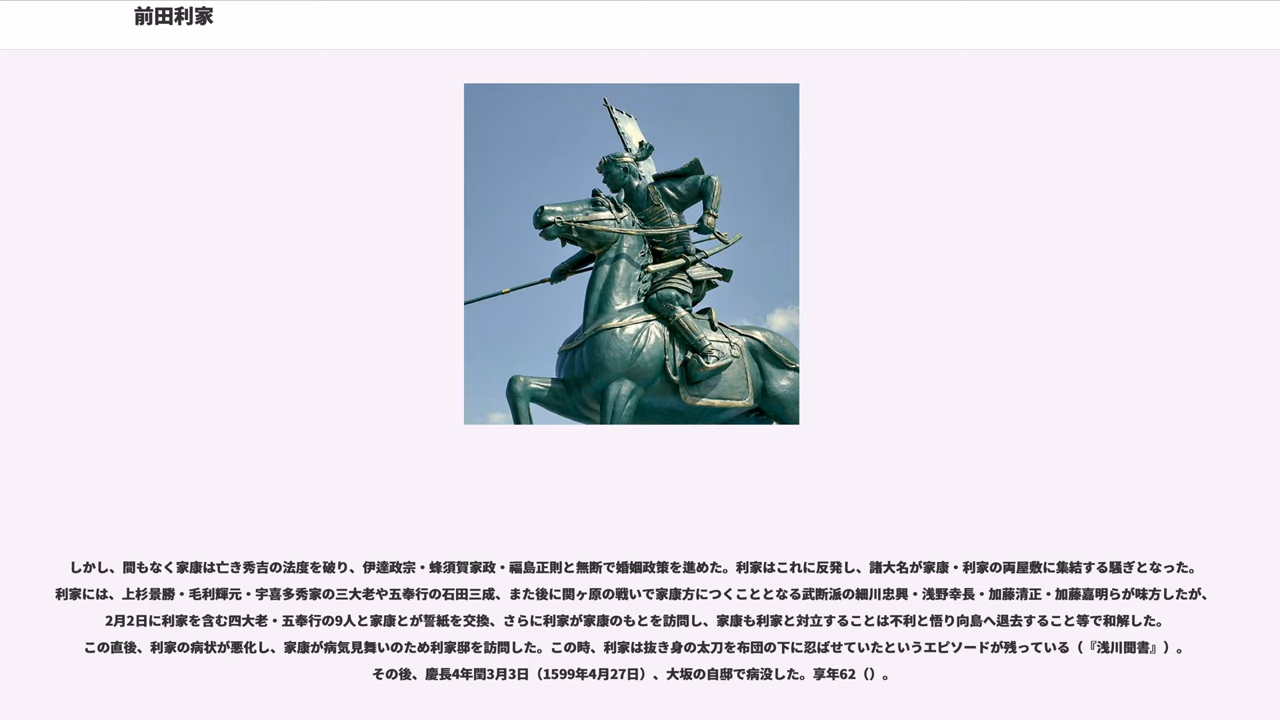 前田利家
しかし、間もなく家康は亡き秀吉の法度を破り、伊達政宗・蜂須賀家政・福島正則と無断で婚姻政策を進めた。利家はこれに反発し、諸大名が家康・利家の両屋敷に集結する騒ぎとなった。
利家には、上杉景勝・毛利輝元・宇喜多秀家の三大老や五奉行の石田三成、また後に関ヶ原の戦いで家康方につくこととなる武断派の細川忠興・浅野幸長・加藤清正・加藤嘉明らが味方したが、
2月2日に利家を含む四大老・五奉行の9人と家康とが誓紙を交換、さらに利家が家康のもとを訪問し、家康も利家と対立することは不利と悟り向島へ退去すること等で和解した。
この直後、利家の病状が悪化し、家康が病気見舞いのため利家邸を訪問した。この時、利家は抜き身の太刀を布団の下に忍ばせていたというエピソードが残っている（『浅川聞書』）。
その後、慶長4年閏3月3日（1599年4月27日）、大坂の自邸で病没した。享年62（）。